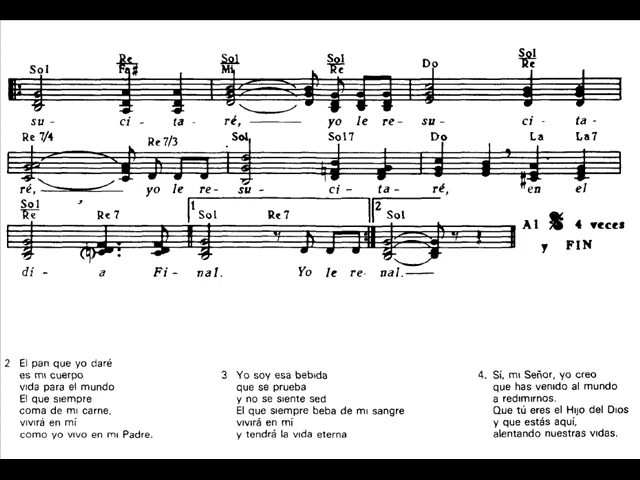 Sol Re/Fa# Sol/Mi Sol/Re Do Sol/Re
su- ci- ta- ré, yo le re- su- ci- ta-
Re 7/4 Re 7/3 Sol Sol7 Do La La7
ré, yo le re- su- ci- ta- ré, en el
Sol/Re Re 7 1 Sol Re7 2 Sol
Al 4 veces
y FIN
di- a Fi- nal. Yo le re- nal.
2 El pan que yo daré
es mi cuerpo
vida para el mundo
El que siempre
coma de mi carne,
vivirá en mí
como yo vivo en mi Padre.
3 Yo soy esa bebida
que se prueba
y no se siente sed
El que siempre beba de mi sangre
vivirá en mí
y tendrá la vida eterna
4. Sí, mi Señor, yo creo
que has venido al mundo
a redimirnos.
Que tú eres el Hijo del Dios
y que estás aquí,
alentando nuestras vidas.